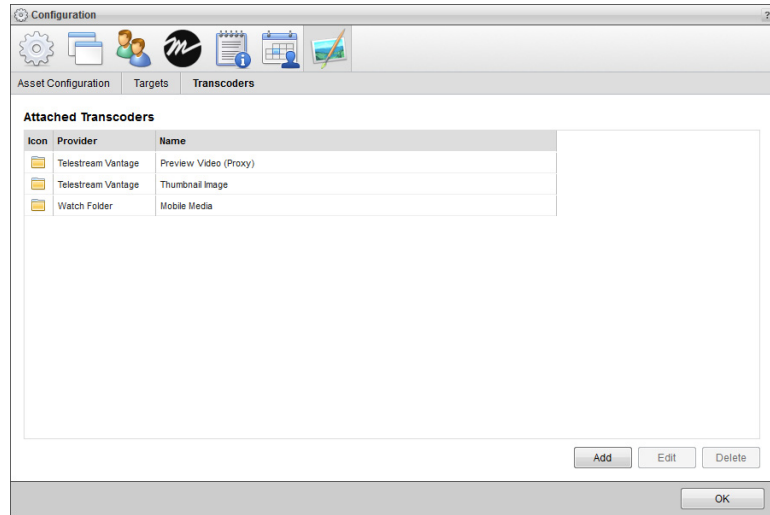 Configuration ?
Asset Configuration Targets Transcoders
Attached Transcoders
Icon Provider Name
Telestream Vantage Preview Video (Proxy)
Telestream Vantage Thumbnail Image
Watch Folder Mobile Media
Add Edit Delete
OK